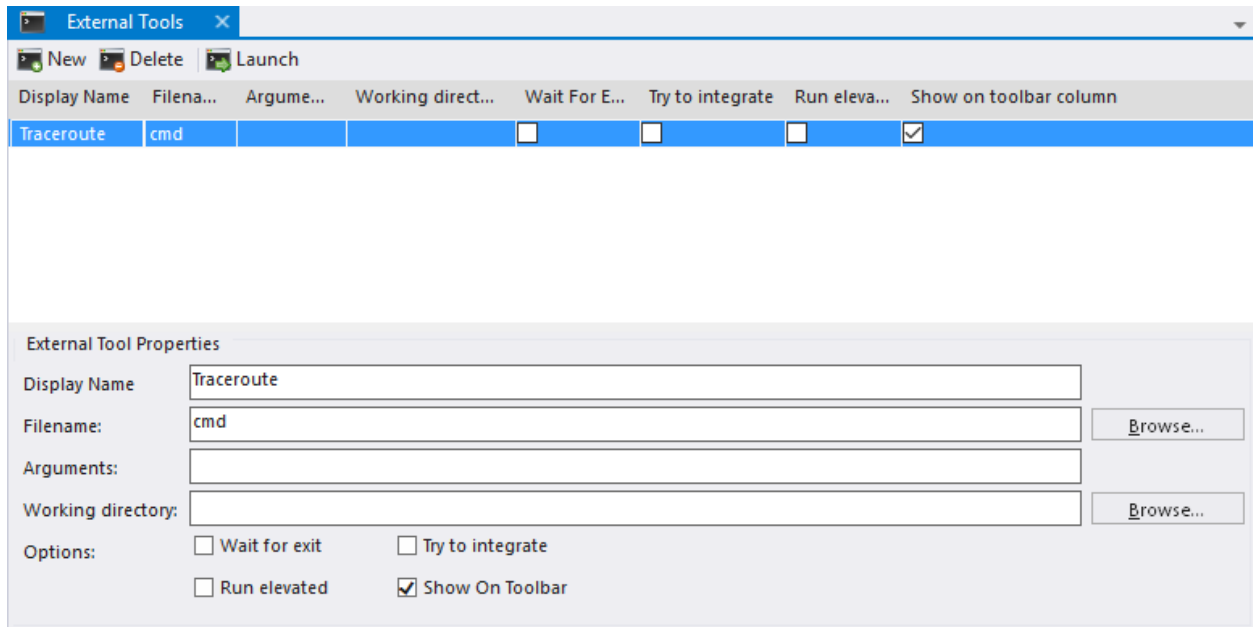 External Tools
New Delete Launch
Display Name Filena... Argume... Working direct... Wait For E... Try to integrate Run eleva... Show on toolbar column
Traceroute cmd
External Tool Properties
Display Name Traceroute
Filename: cmd Browse...
Arguments:
Working directory: Browse...
Options: Wait for exit Try to integrate
Run elevated Show On Toolbar